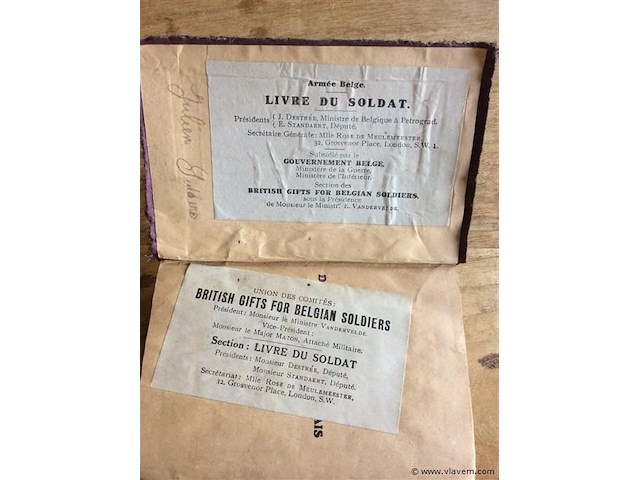 Julien
Armée Belge.
LIVRE DU SOLDAT.
Présidents { J. DESTRÉE, Ministre de Belgique à Petrograd.
{ E. STANDAERT, Député.
Secrétaire Générale: Mlle ROSE DE MEULEMEESTER,
32, Grosvenor Place, London, S.W. 1.
Subsidié par le
GOUVERNEMENT BELGE,
Ministère de la Guerre,
Ministère de l'Intérieur.
Section des
BRITISH GIFTS FOR BELGIAN SOLDIERS,
sous la Présidence
de Monsieur le Ministre E. VANDERVELDE.
D
UNION DES COMITÉS:
BRITISH GIFTS FOR BELGIAN SOLDIERS
Président: Monsieur le Ministre VANDERVELDE.
Vice-Président:
Monsieur le Major MATON, Attaché Militaire.
Section: LIVRE DU SOLDAT
Présidents: Monsieur DESTRÉE, Député,
Monsieur STANDAERT, Député.
Secrétariat: Mlle ROSE DE MEULEMEESTER,
32, Grosvenor Place, London, S.W.
AIS
© www.vlavem.com